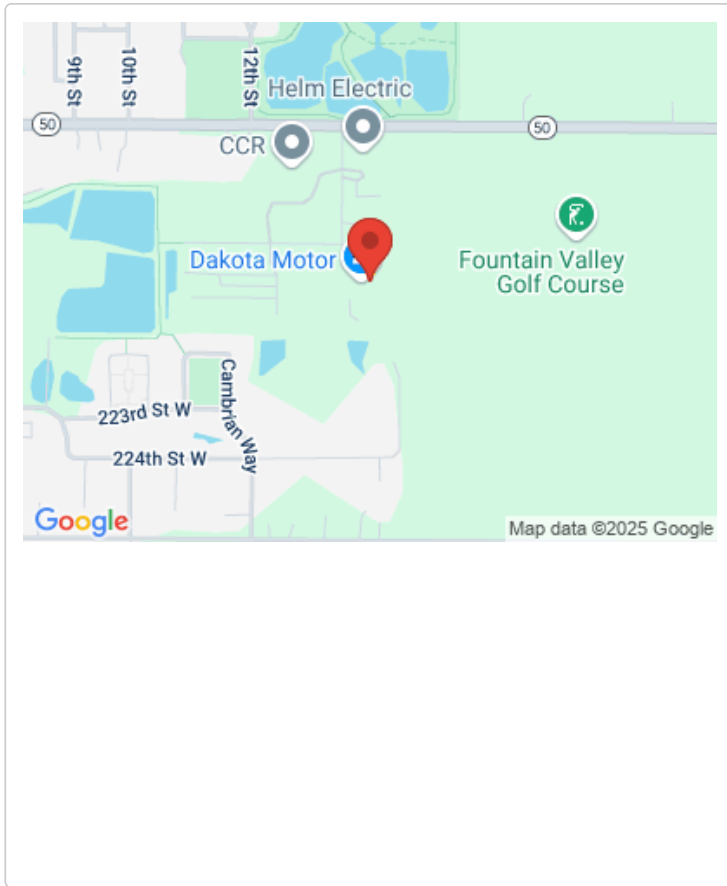 9th St
10th St
12th St
Helm Electric
50
50
CCR
Dakota Motor
Fountain Valley
Golf Course
Cambrian Way
223rd St W
224th St W
Google
Map data ©2025 Google